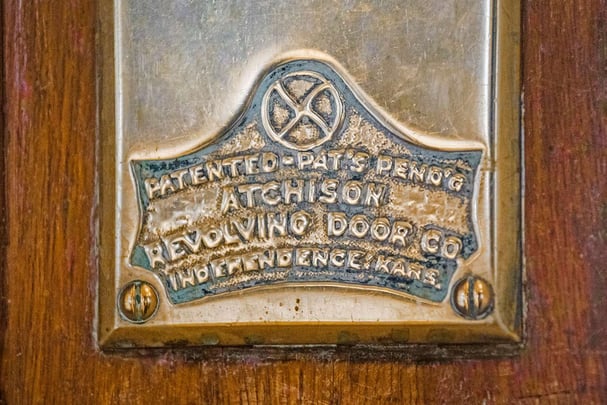 PATENTED-PAT'S PEND'G
ATCHISON
REVOLVING DOOR CO
INDEPENDENCE, KANS.